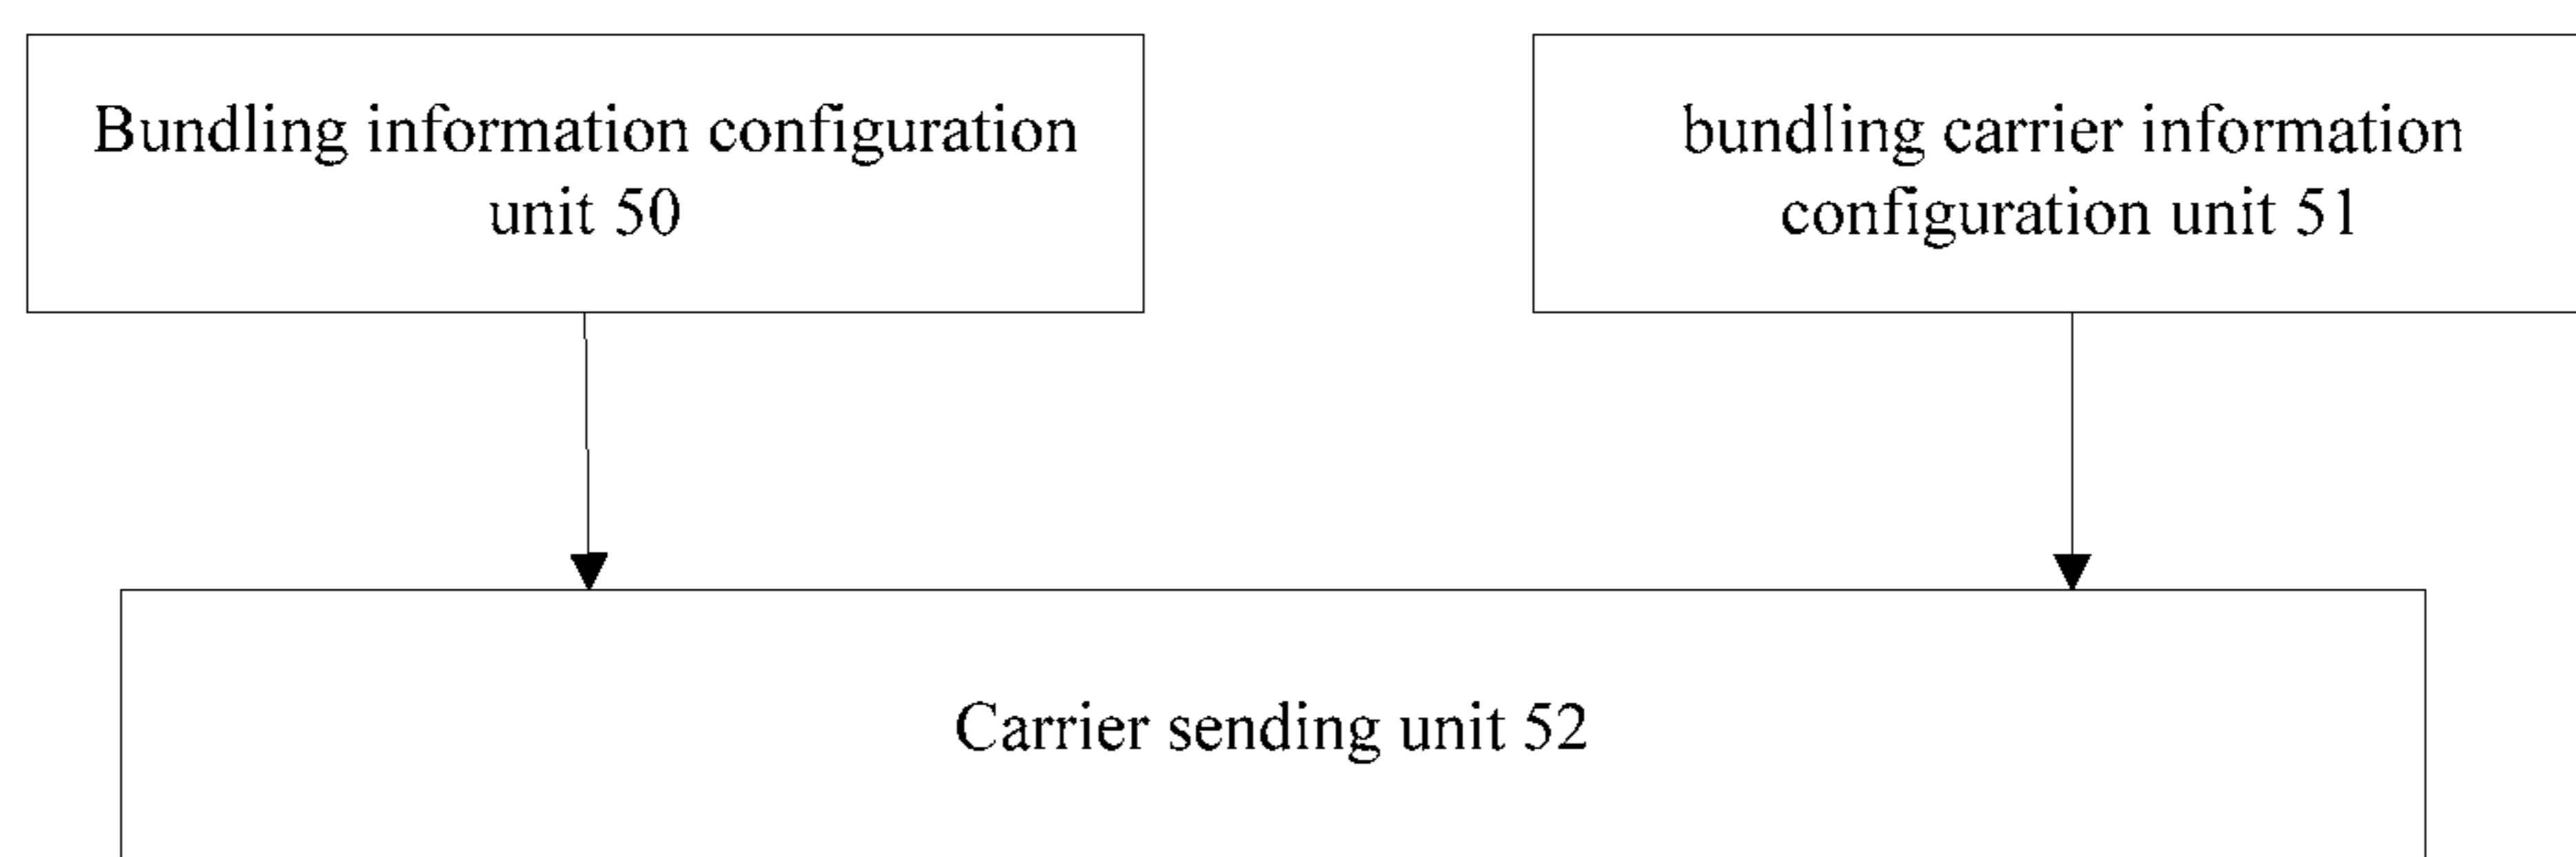 Bundling information configuration
unit 50
bundling carrier information
configuration unit 51
Carrier sending unit 52